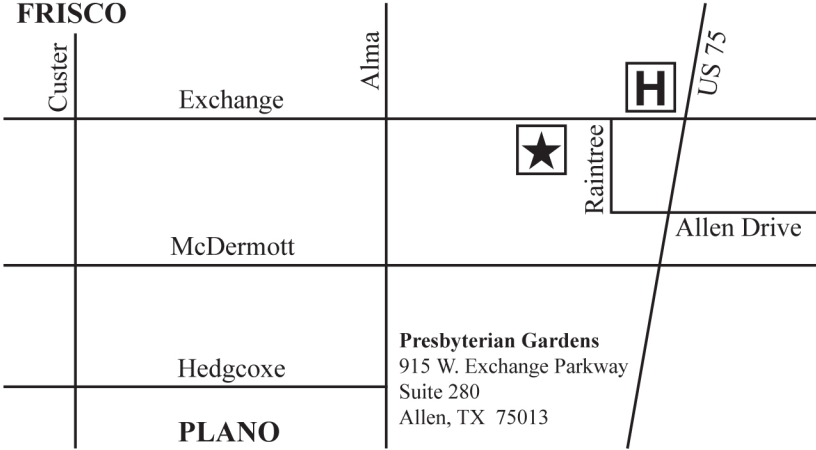 FRISCO
Custer
Alma
US 75
H
Exchange
Raintree
Allen Drive
McDermott
Presbyterian Gardens
915 W. Exchange Parkway
Hedgcoxe
Suite 280
Allen, TX  75013
PLANO